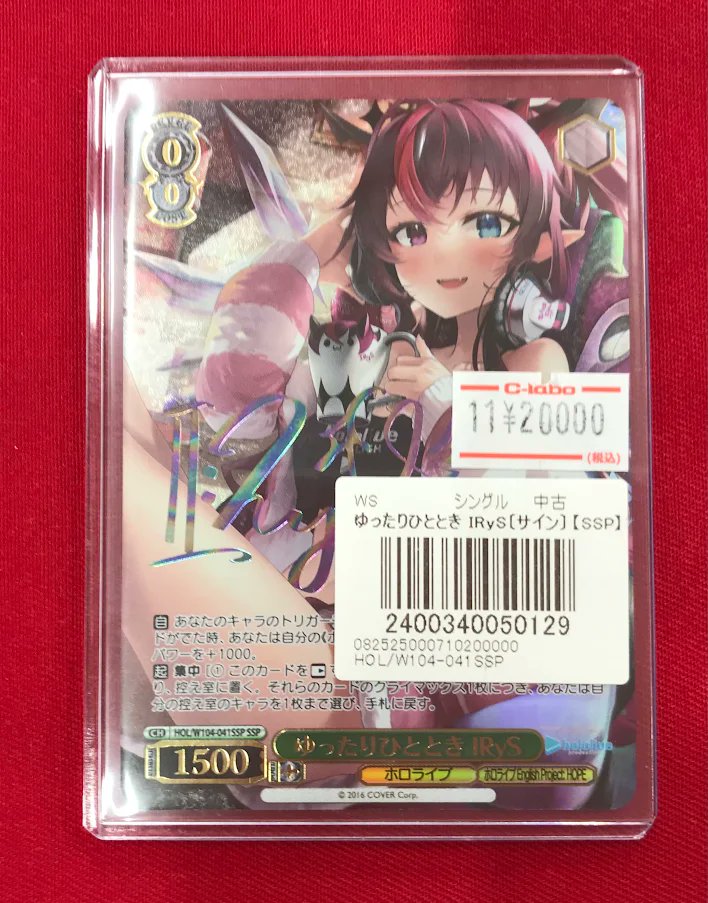 0
0
C-labo
11¥20000
(税込)
WS シングル 中古
ゆったりひととき IRyS[サイン]【SSP】
2400340050129
082525000710200000
HOL/W104-041SSP
自 あなたのキャラのトリガー
ドがでた時、あなたは自分の《ホ
パワーを＋1000。
起 集中 [① このカードを
り、控え室に置く。それらのカードのクライマックス1枚につき、あなたは自
分の控え室のキャラを1枚まで選び、手札に戻す。
CH HOL/W104-041SSP SSP
1500 ゆったりひととき IRyS
hololive
production
ホロライブ ホロライブEnglish Project: HOPE
© 2016 COVER Corp.